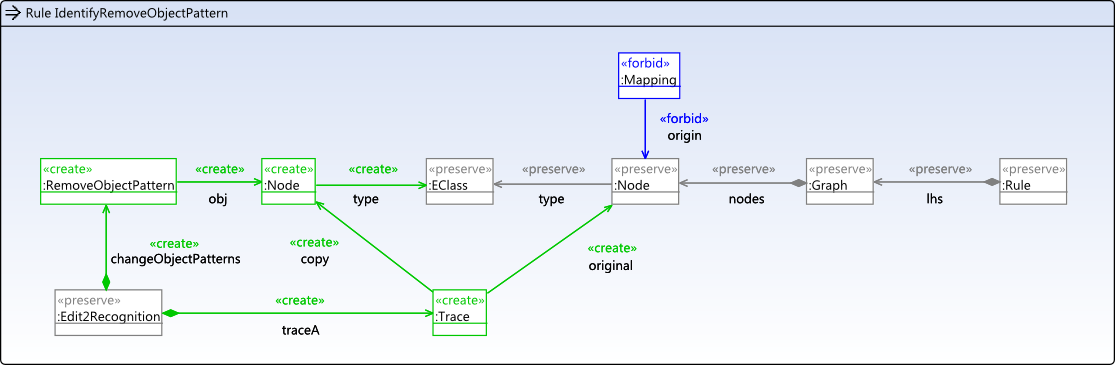 Rule IdentifyRemoveObjectPattern
«forbid»
:Mapping
«forbid»
origin
«create»
:RemoveObjectPattern
«create»
obj
«create»
:Node
«create»
type
«preserve»
:EClass
«preserve»
type
«preserve»
:Node
«preserve»
nodes
«preserve»
:Graph
«preserve»
lhs
«preserve»
:Rule
«create»
changeObjectPatterns
«create»
copy
«create»
original
«preserve»
:Edit2Recognition
«create»
traceA
«create»
:Trace